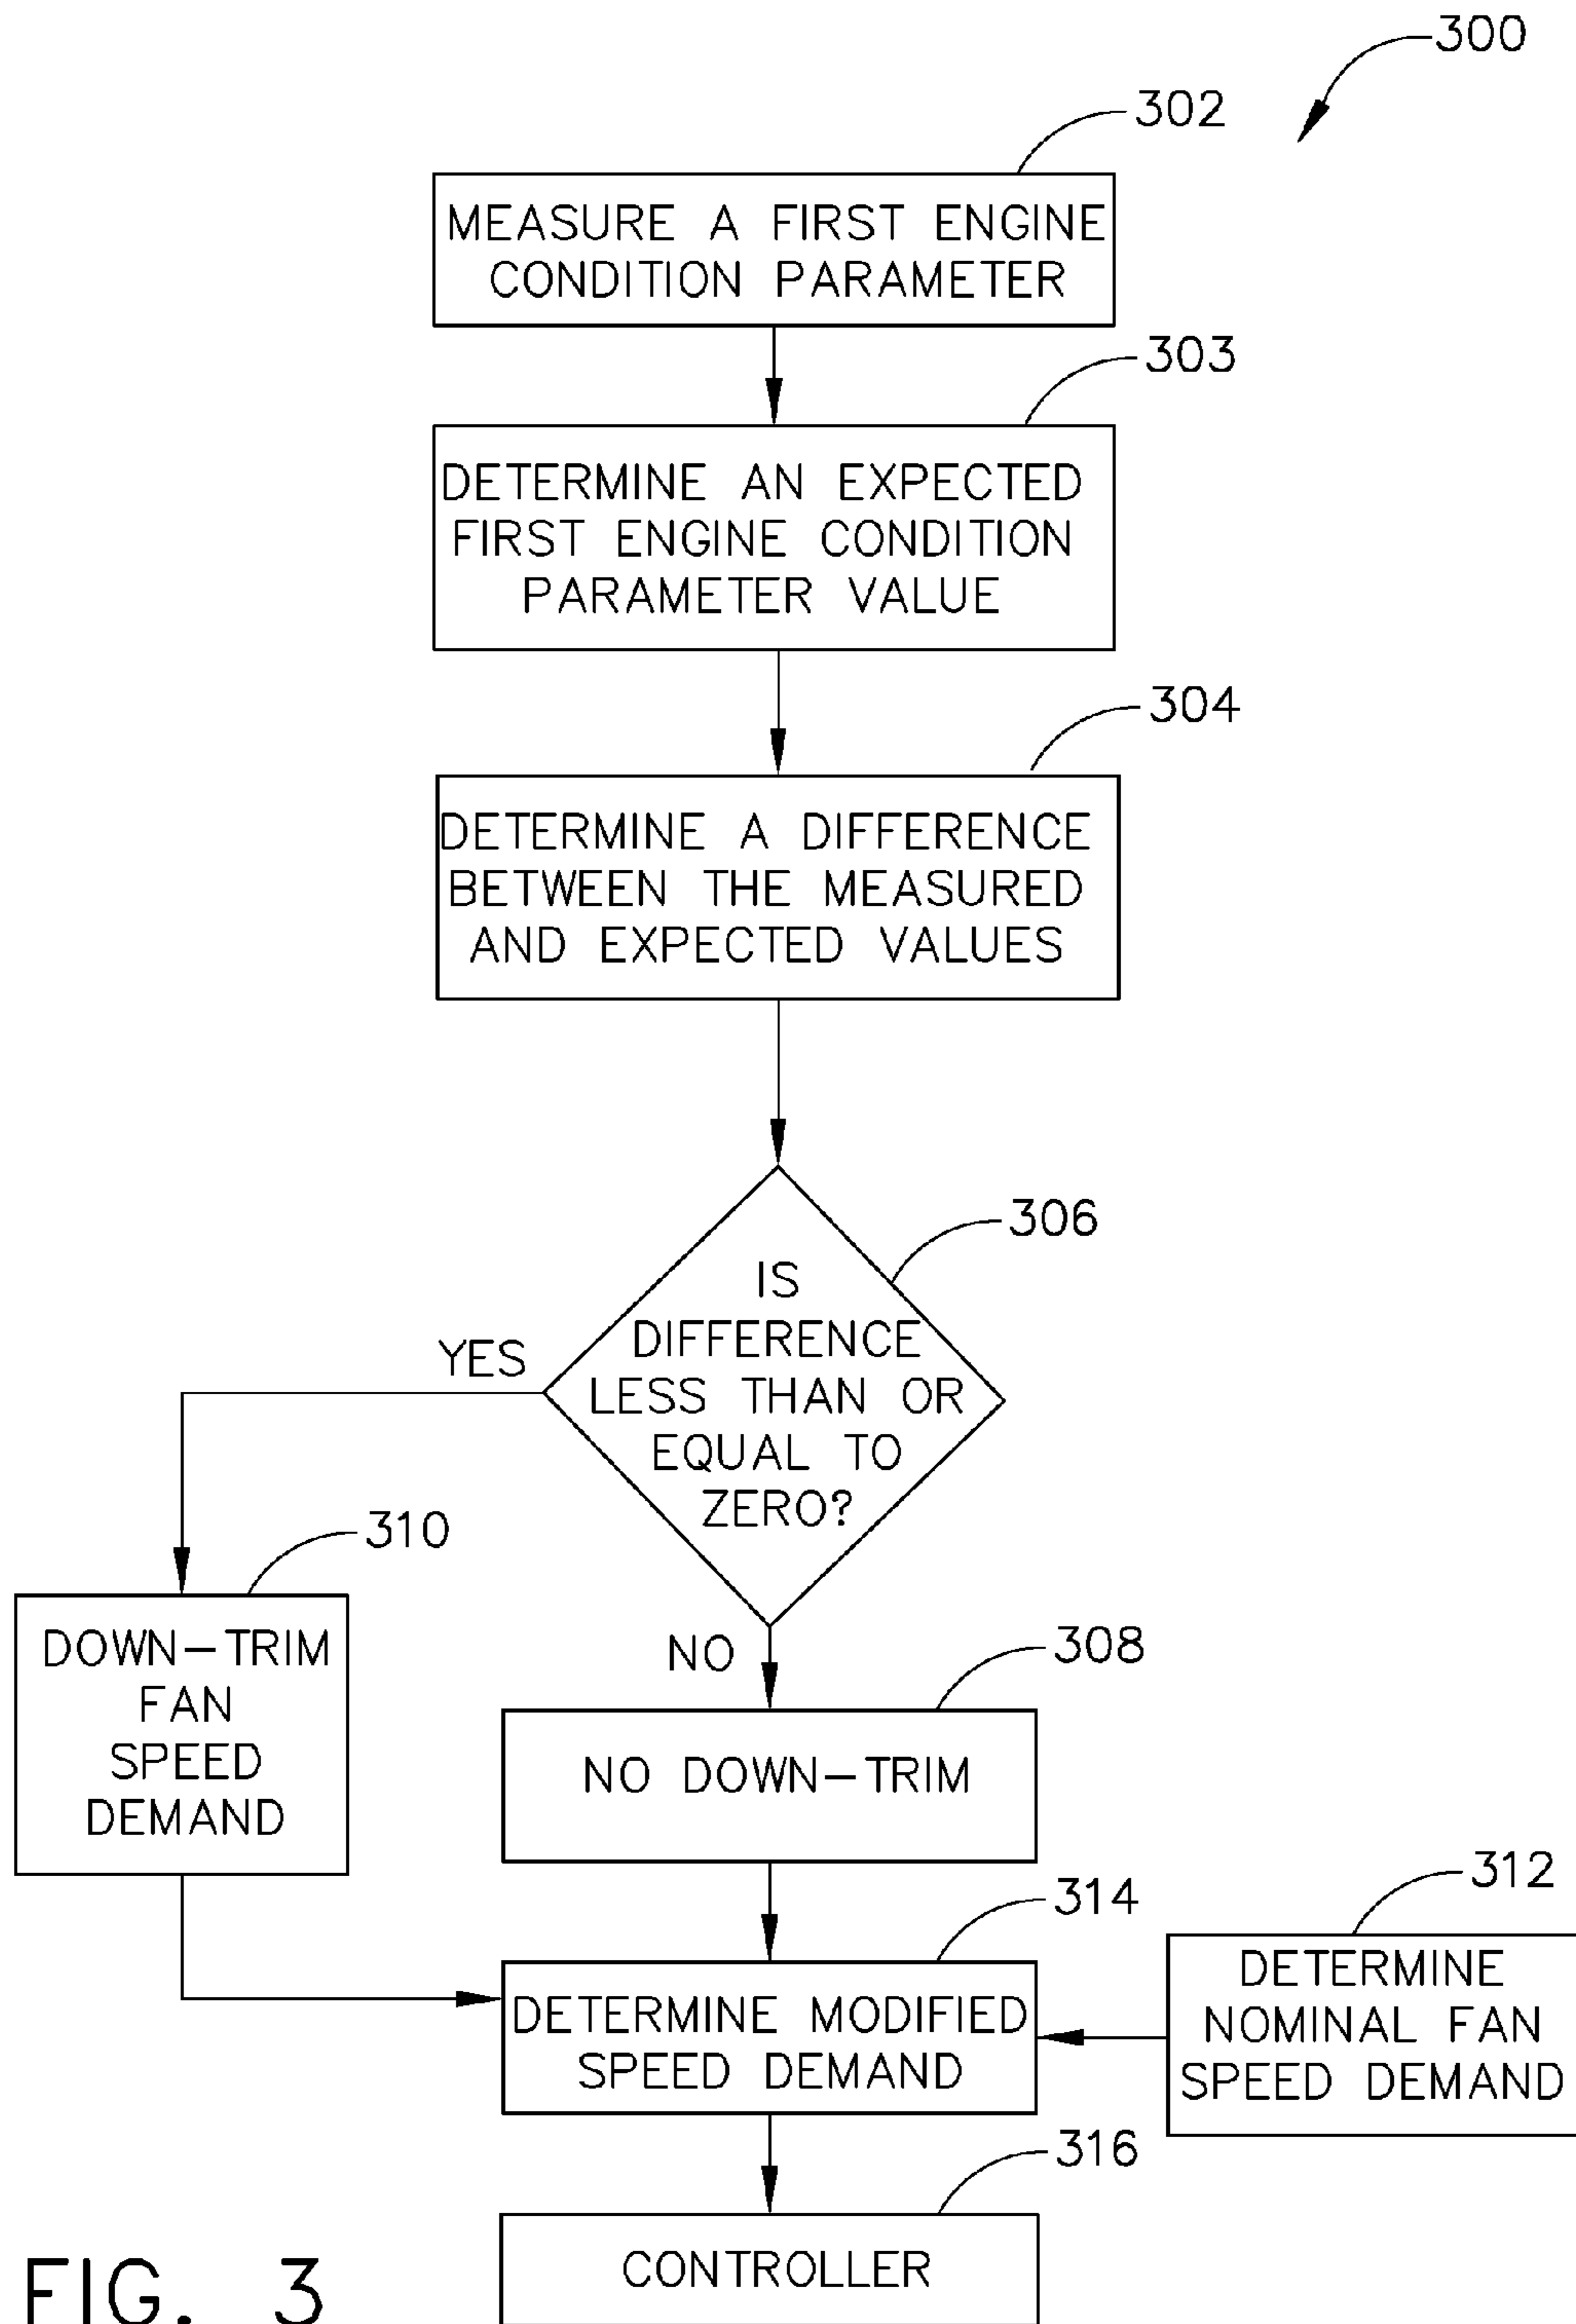 300
302
MEASURE A FIRST ENGINE
CONDITION PARAMETER
303
DETERMINE AN EXPECTED
FIRST ENGINE CONDITION
PARAMETER VALUE
304
DETERMINE A DIFFERENCE
BETWEEN THE MEASURED
AND EXPECTED VALUES
306
IS
DIFFERENCE
LESS THAN OR
EQUAL TO
ZERO?
YES
310
DOWN-TRIM
FAN
SPEED
DEMAND
NO
308
NO DOWN-TRIM
312
DETERMINE
NOMINAL FAN
SPEED DEMAND
314
DETERMINE MODIFIED
SPEED DEMAND
316
CONTROLLER
FIG. 3